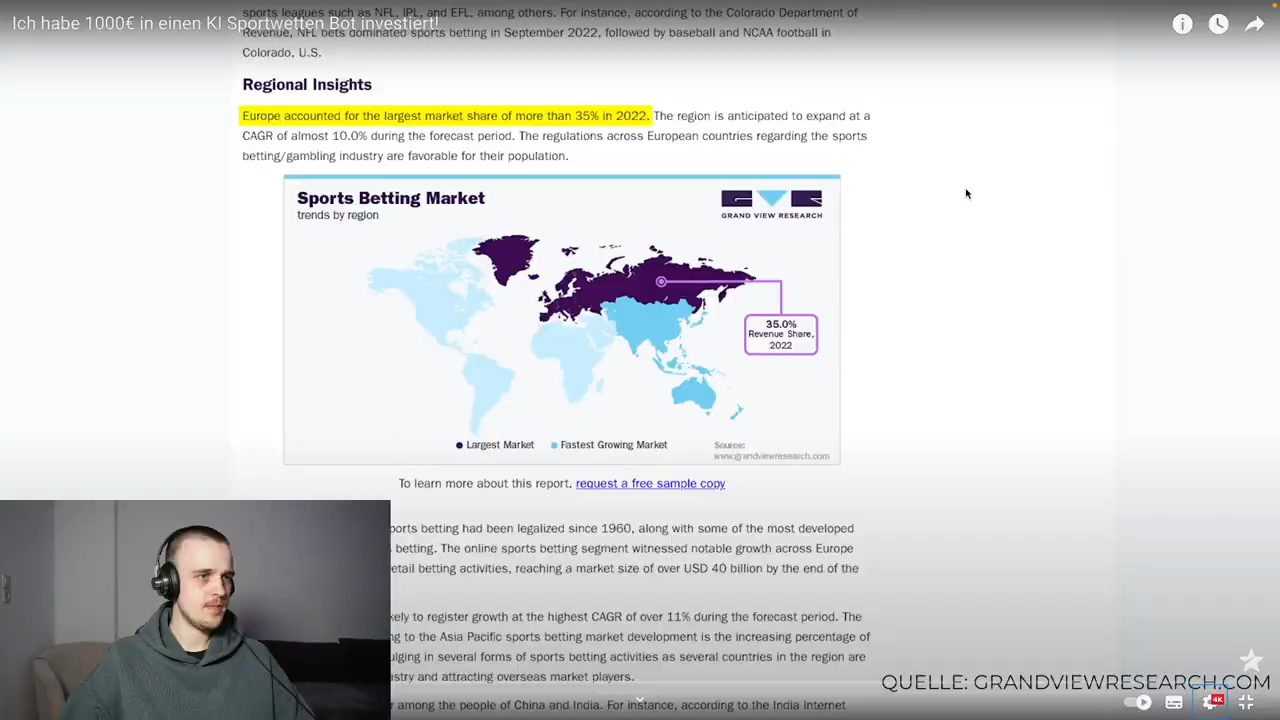 sports leagues such as NFL, IPL, and EFL, among others. For instance, according to the Colorado Department of
Ich habe 1000€ in einen KI Sportwetten Bot investiert!
Revenue, NFL bets dominated sports betting in September 2022, followed by baseball and NCAA football in
Colorado, U.S.
Regional Insights
Europe accounted for the largest market share of more than 35% in 2022. The region is anticipated to expand at a
CAGR of almost 10.0% during the forecast period. The regulations across European countries regarding the sports
betting/gambling industry are favorable for their population.
Sports Betting Market
trends by region
GRAND VIEW RESEARCH
35.0%
Revenue Share,
2022
Largest Market
Fastest Growing Market
Source:
www.grandviewresearch.com
To learn more about this report, request a free sample copy
ports betting had been legalized since 1960, along with some of the most developed
betting. The online sports betting segment witnessed notable growth across Europe
etail betting activities, reaching a market size of over USD 40 billion by the end of the
kely to register growth at the highest CAGR of over 11% during the forecast period. The
ng to the Asia Pacific sports betting market development is the increasing percentage of
ulging in several forms of sports betting activities as several countries in the region are
ustry and attracting overseas market players.
QUELLE: GRANDVIEWRESEARCH.COM
4K
r among the people of China and India. For instance, according to the India Internet